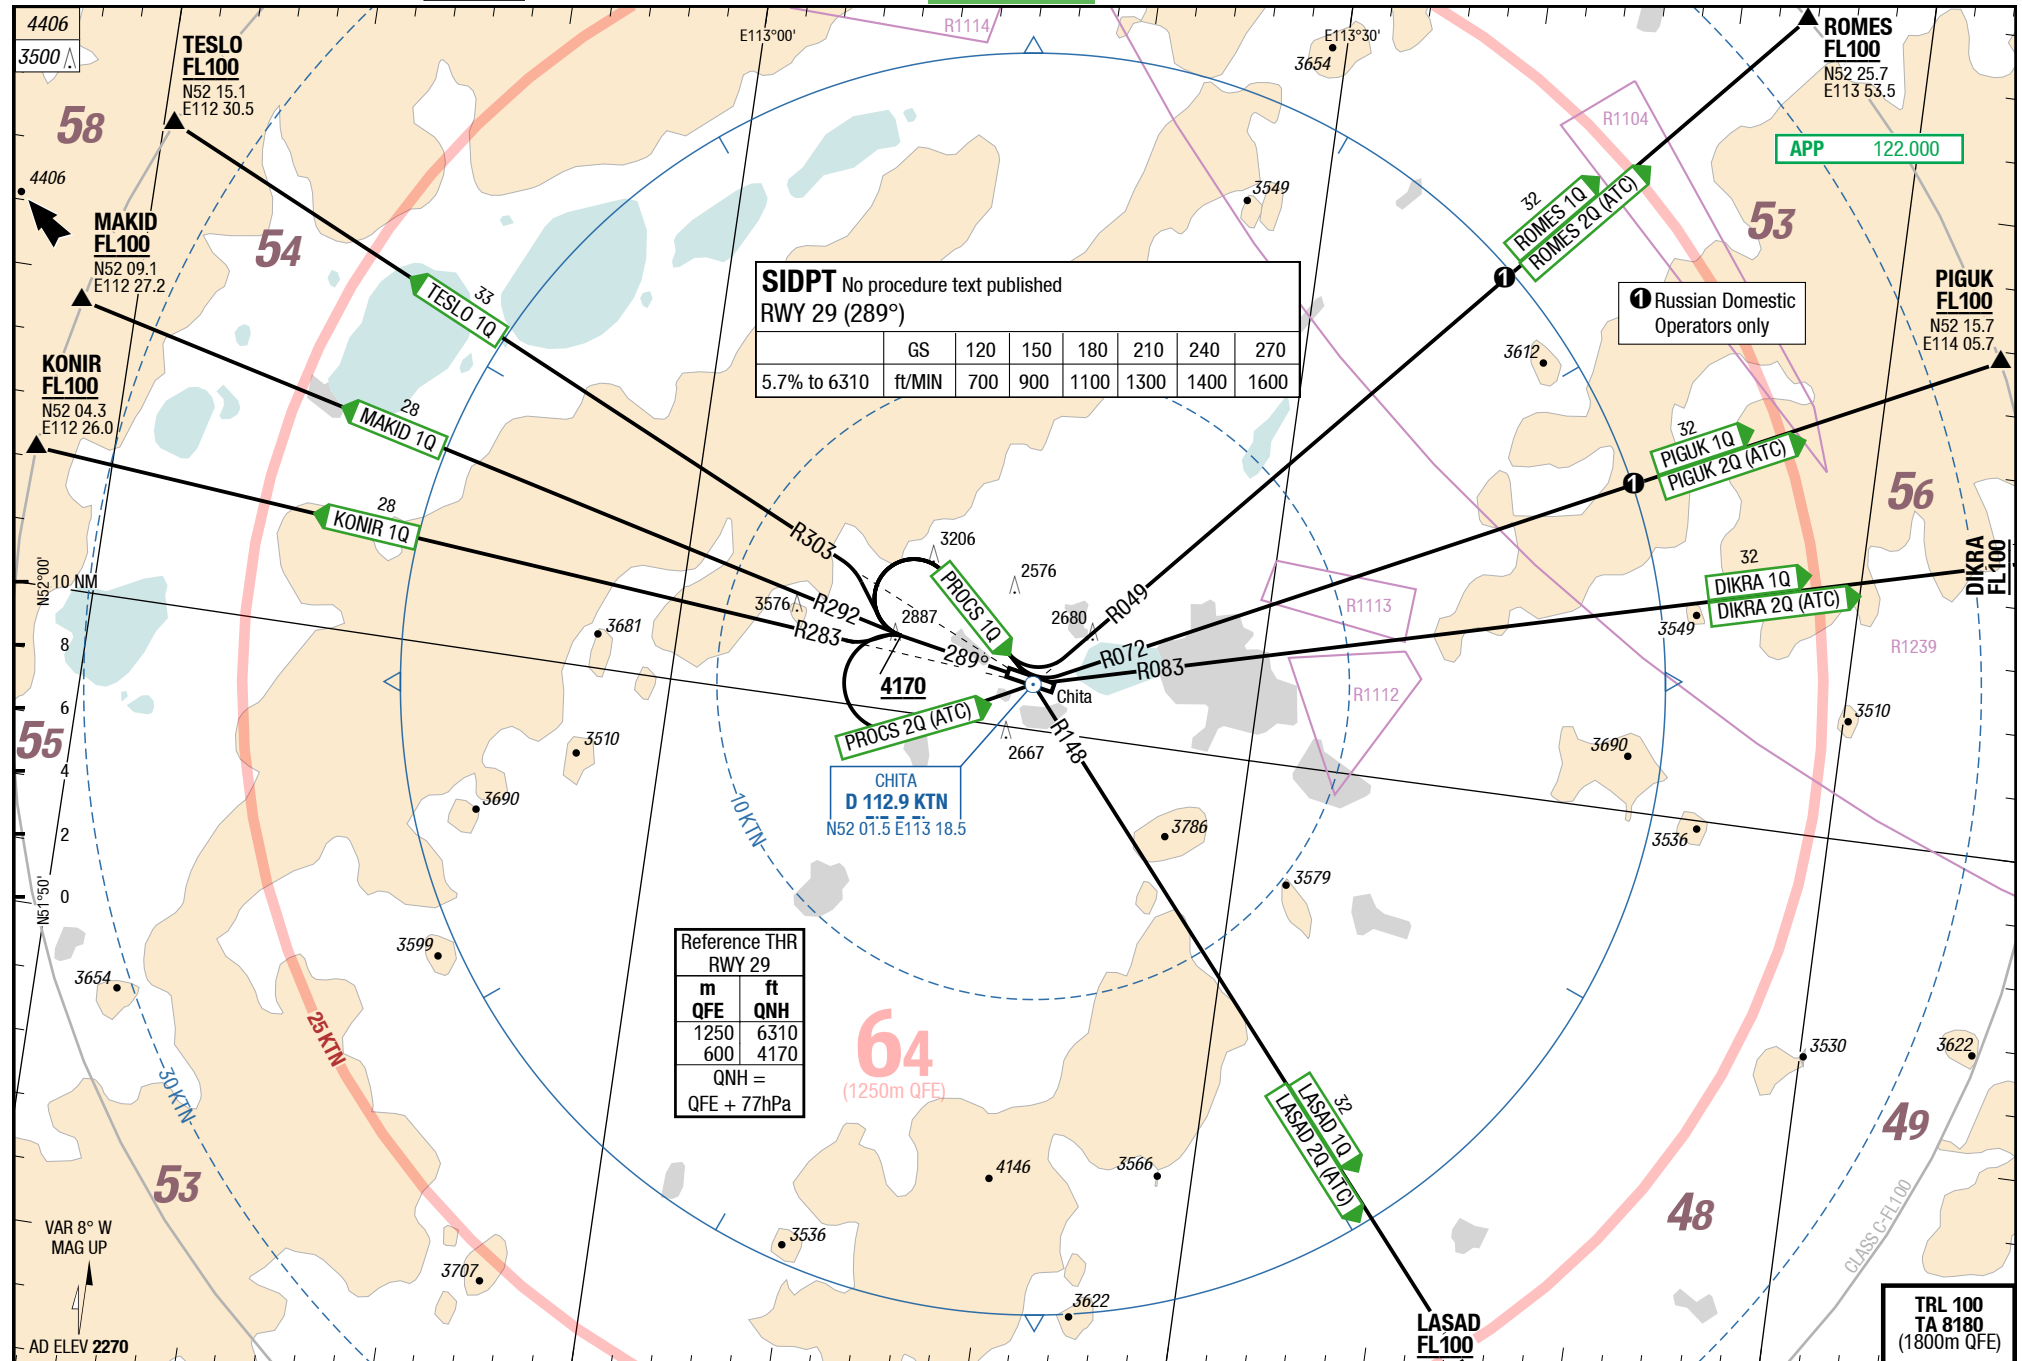 4406
3500
TESLO
FL100
N52 15.1
E112 30.5
58
4406
MAKID
FL100
N52 09.1
E112 27.2
54
KONIR
FL100
N52 04.3
E112 26.0
R1114
E113°00'
E113°30'
3654
3549
ROMES
FL100
N52 25.7
E113 53.5
R1104
APP 122.000
53
32
ROMES 1Q
ROMES 2Q (ATC)
1
1 Russian Domestic
Operators only
PIGUK
FL100
N52 15.7
E114 05.7
SIDPT No procedure text published
RWY 29 (289°)
GS 120 150 180 210 240 270
5.7% to 6310 ft/MIN 700 900 1100 1300 1400 1600
33
TESLO 1Q
28
MAKID 1Q
28
KONIR 1Q
3612
32
PIGUK 1Q
PIGUK 2Q (ATC)
1
56
DIKRA
FL100
32
DIKRA 1Q
DIKRA 2Q (ATC)
3549
R1239
R303
R292
R283
289°
3206
2576
3576
2887
2680
PROCS 1Q
R049
R072
R083
R148
R1113
R1112
4170
Chita
PROCS 2Q (ATC)
2667
CHITA
D 112.9 KTN
N52 01.5 E113 18.5
10 KTN
N52°00'
10 NM
8
6
4
2
0
N51°50'
55
3681
3510
3690
3599
3654
3786
3579
3690
3510
3536
Reference THR
RWY 29
m ft
QFE QNH
1250 6310
600 4170
QNH =
QFE + 77hPa
64
(1250m QFE)
25 KTN
30 KTN
53
VAR 8° W
MAG UP
AD ELEV 2270
3707
3536
4146
3566
3622
32
LASAD 1Q
LASAD 2Q (ATC)
LASAD
FL100
3530
3622
49
48
CLASS C-FL100
TRL 100
TA 8180
(1800m QFE)